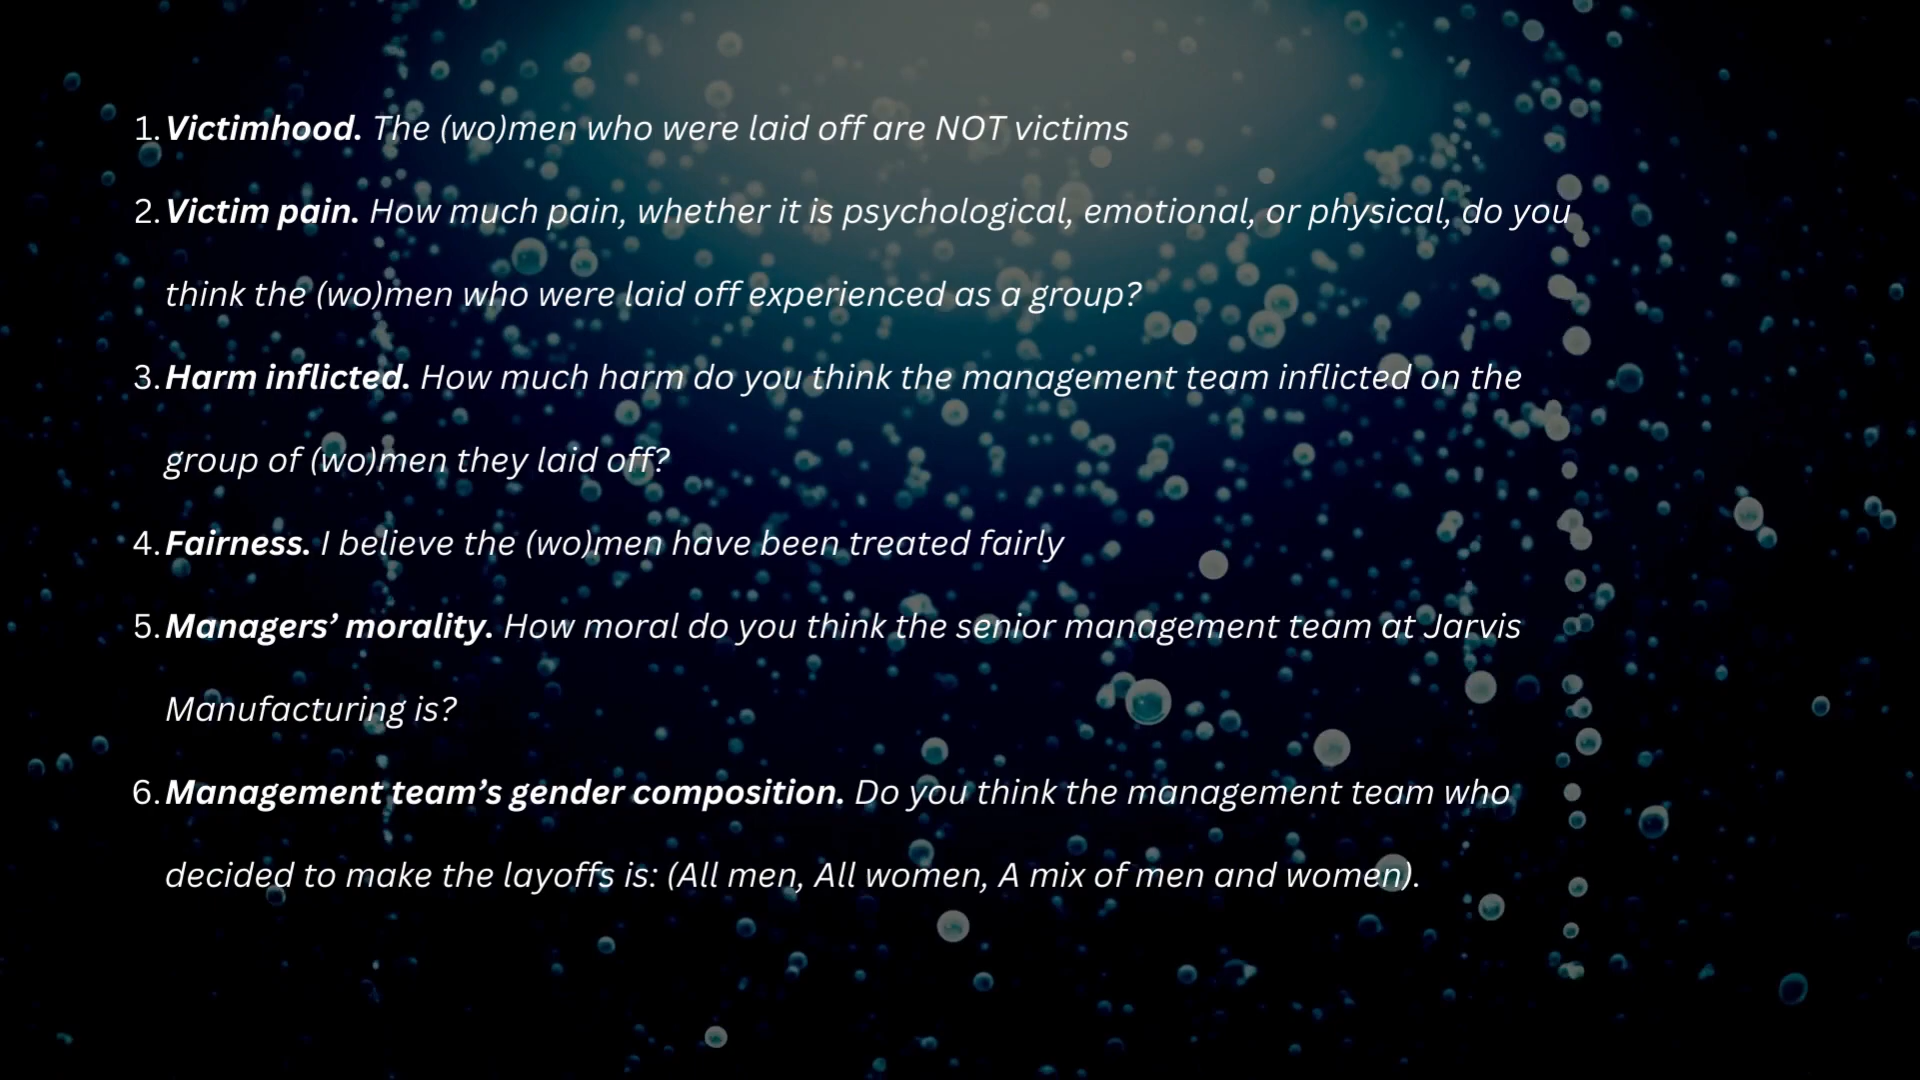 1. Victimhood. The (wo)men who were laid off are NOT victims
2. Victim pain. How much pain, whether it is psychological, emotional, or physical, do you
think the (wo)men who were laid off experienced as a group?
3. Harm inflicted. How much harm do you think the management team inflicted on the
group of (wo)men they laid off?
4. Fairness. I believe the (wo)men have been treated fairly
5. Managers’ morality. How moral do you think the senior management team at Jarvis
Manufacturing is?
6. Management team’s gender composition. Do you think the management team who
decided to make the layoffs is: (All men, All women, A mix of men and women).